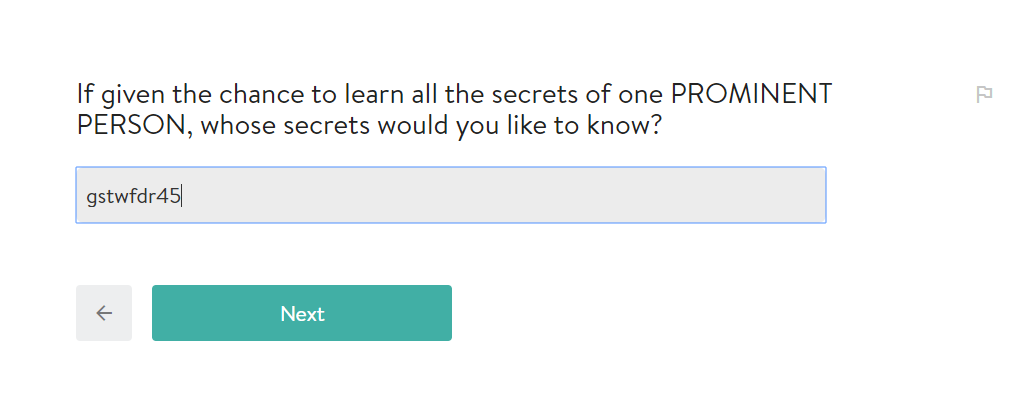 If given the chance to learn all the secrets of one PROMINENT
PERSON, whose secrets would you like to know?
gstwfdr45
Next